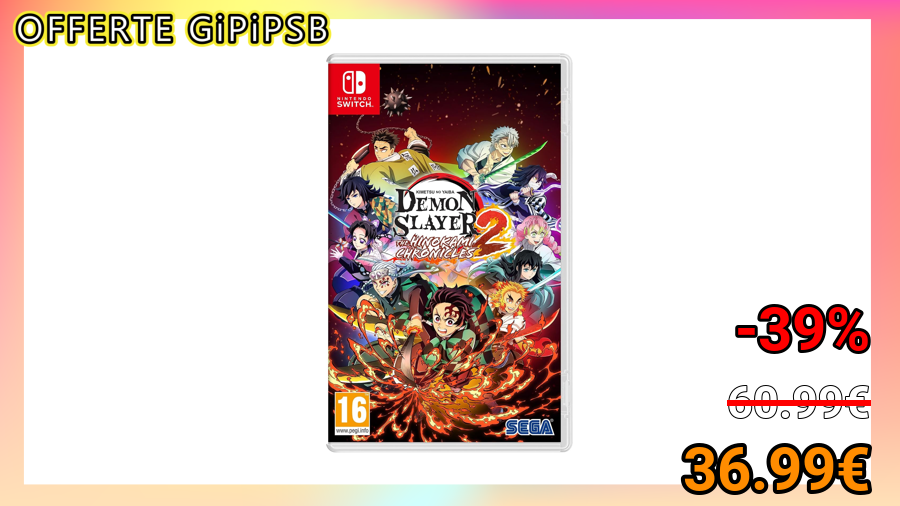 OFFERTE GiPiPSB
NINTENDO
SWITCH
KIMETSU NO YAIBA
DEMON
SLAYER
THE HINOKAMI
CHRONICLES
2
16
www.pegi.info
SEGA
-39%
60.99€
36.99€